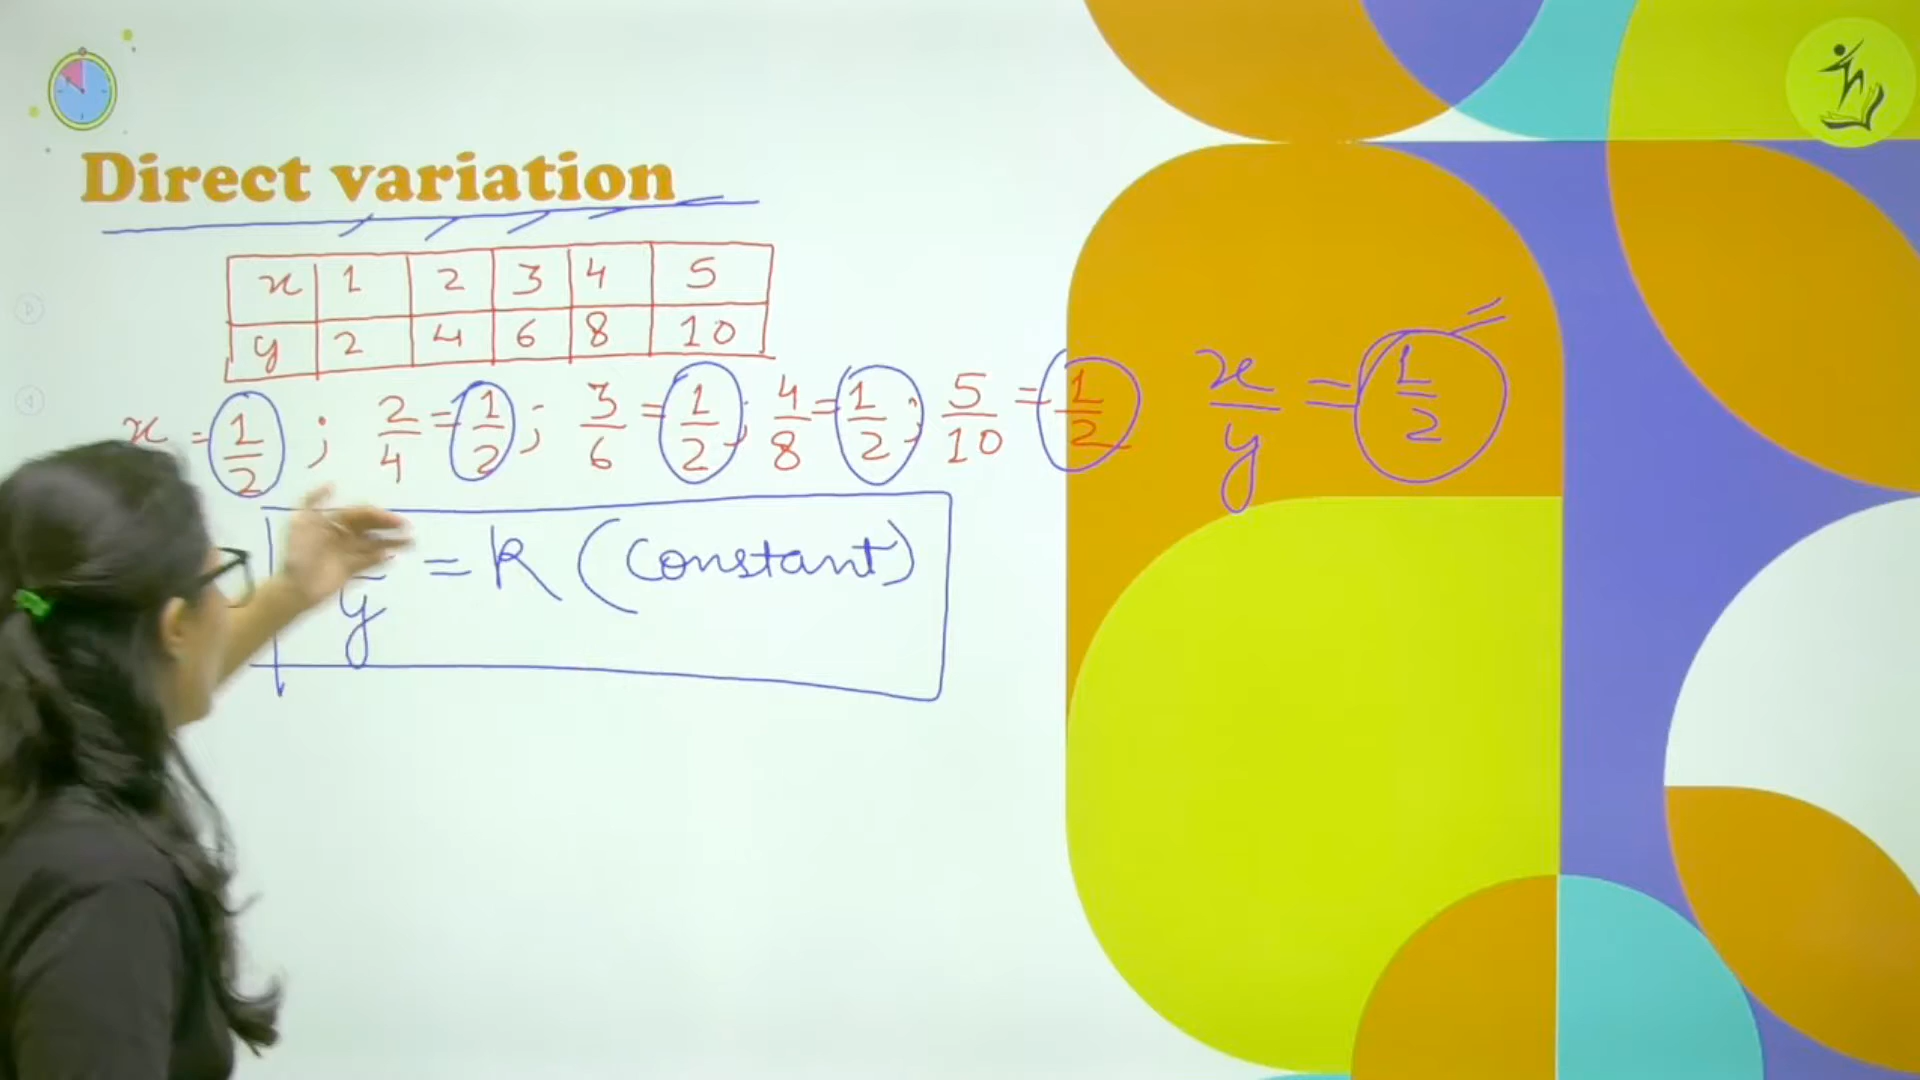 Direct variation
x 1 2 3 4 5
y 2 4 6 8 10
x = 1/2 ; 2/4 = 1/2 ; 3/6 = 1/2 ; 4/8 = 1/2 ; 5/10 = 1/2 x/y = 1/2
y = k (constant)